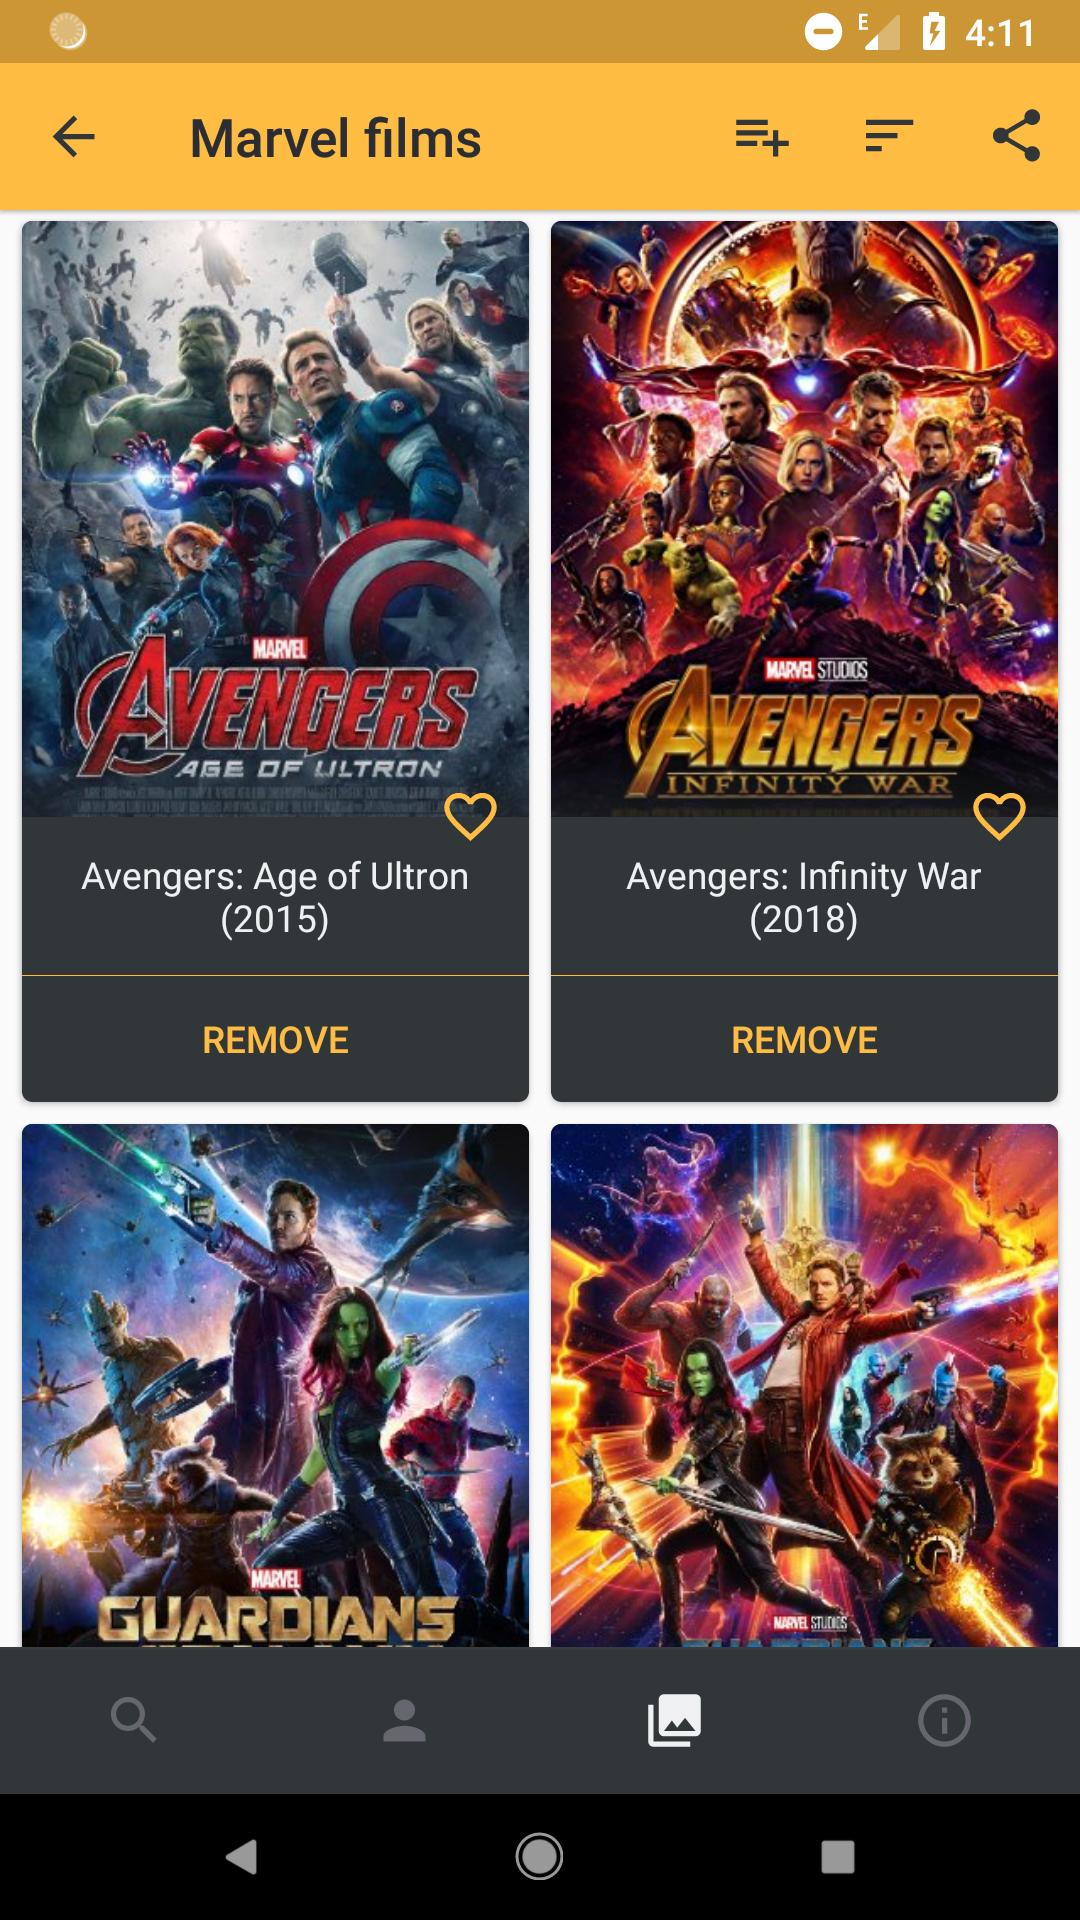 E 4:11
Marvel films
MARVEL
AVENGERS
AGE OF ULTRON
MARVEL STUDIOS
AVENGERS
INFINITY WAR
Avengers: Age of Ultron
(2015)
Avengers: Infinity War
(2018)
REMOVE
REMOVE
MARVEL
GUARDIANS
MARVEL STUDIOS